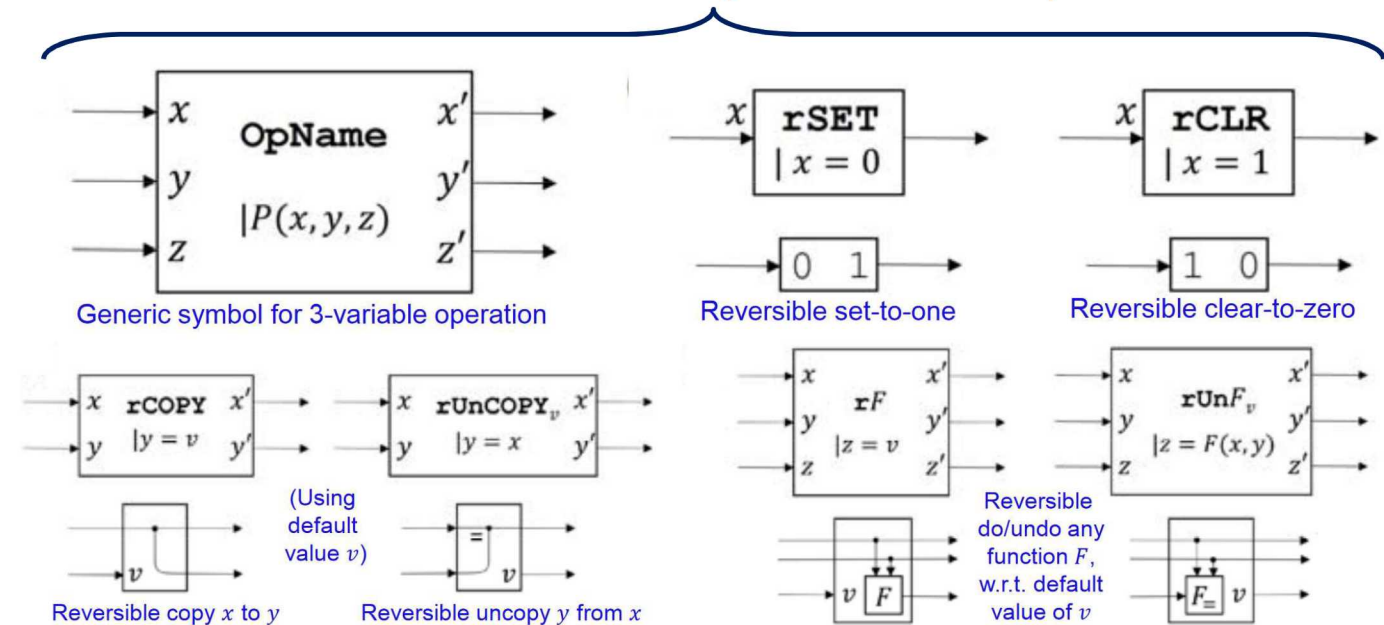 x
y
z
OpName
|P(x, y, z)
x′
y′
z′
Generic symbol for 3-variable operation
x
rSET
| x = 0
0 1
Reversible set-to-one
x
rCLR
| x = 1
1 0
Reversible clear-to-zero
x rCOPY x′
y |y = v y′
v
Reversible copy x to y
(Using
default
value v)
x rUnCOPYᵥ x′
y |y = x y′
=
v
Reversible uncopy y from x
x x′
rF
y y′
|z = v
z z′
v F
Reversible
do/undo any
function F,
w.r.t. default
value of v
x x′
rUnFᵥ
y y′
|z = F(x, y)
z z′
F= v